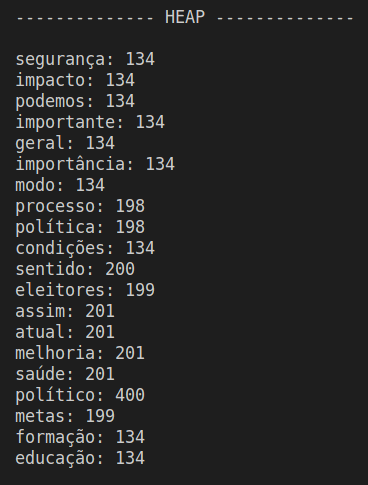 -------------- HEAP --------------
segurança: 134
impacto: 134
podemos: 134
importante: 134
geral: 134
importância: 134
modo: 134
processo: 198
política: 198
condições: 134
sentido: 200
eleitores: 199
assim: 201
atual: 201
melhoria: 201
saúde: 201
político: 400
metas: 199
formação: 134
educação: 134